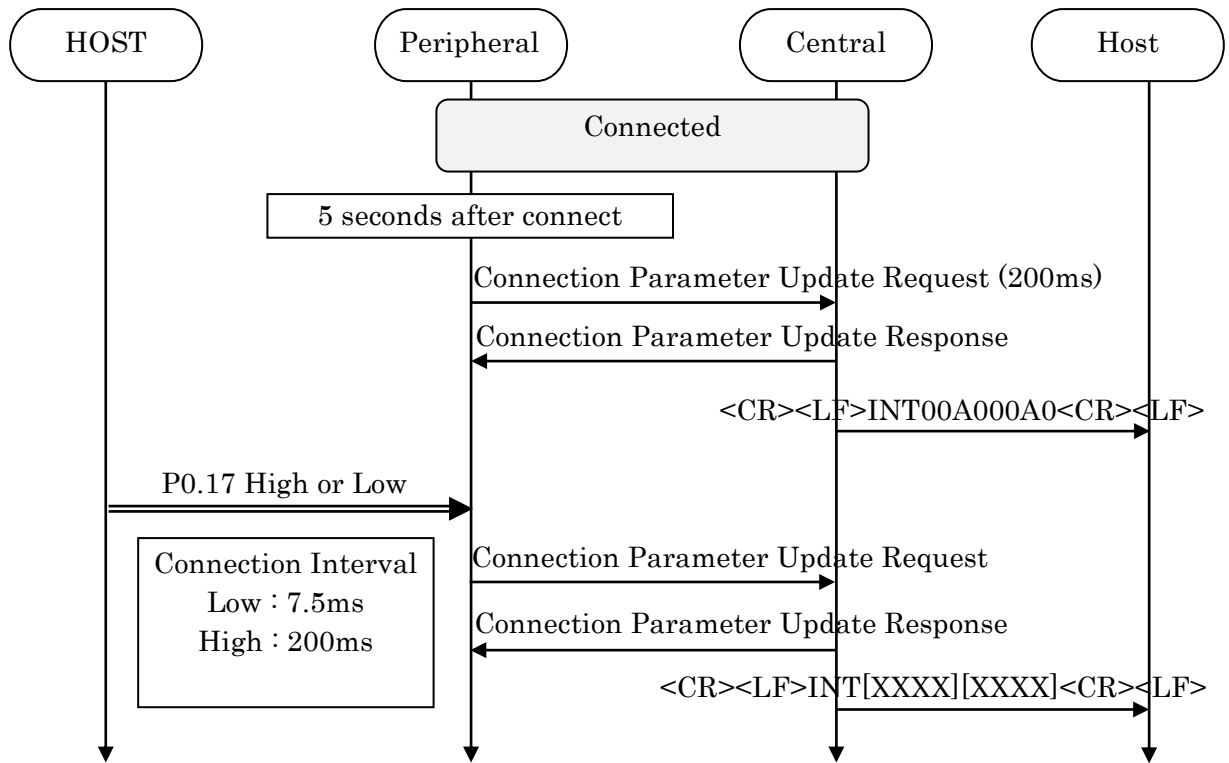 HOST
Peripheral
Central
Host
Connected
5 seconds after connect
Connection Parameter Update Request (200ms)
Connection Parameter Update Response
<CR><LF>INT00A000A0<CR><LF>
P0.17 High or Low
Connection Interval
Low : 7.5ms
High : 200ms
Connection Parameter Update Request
Connection Parameter Update Response
<CR><LF>INT[XXXX][XXXX]<CR><LF>